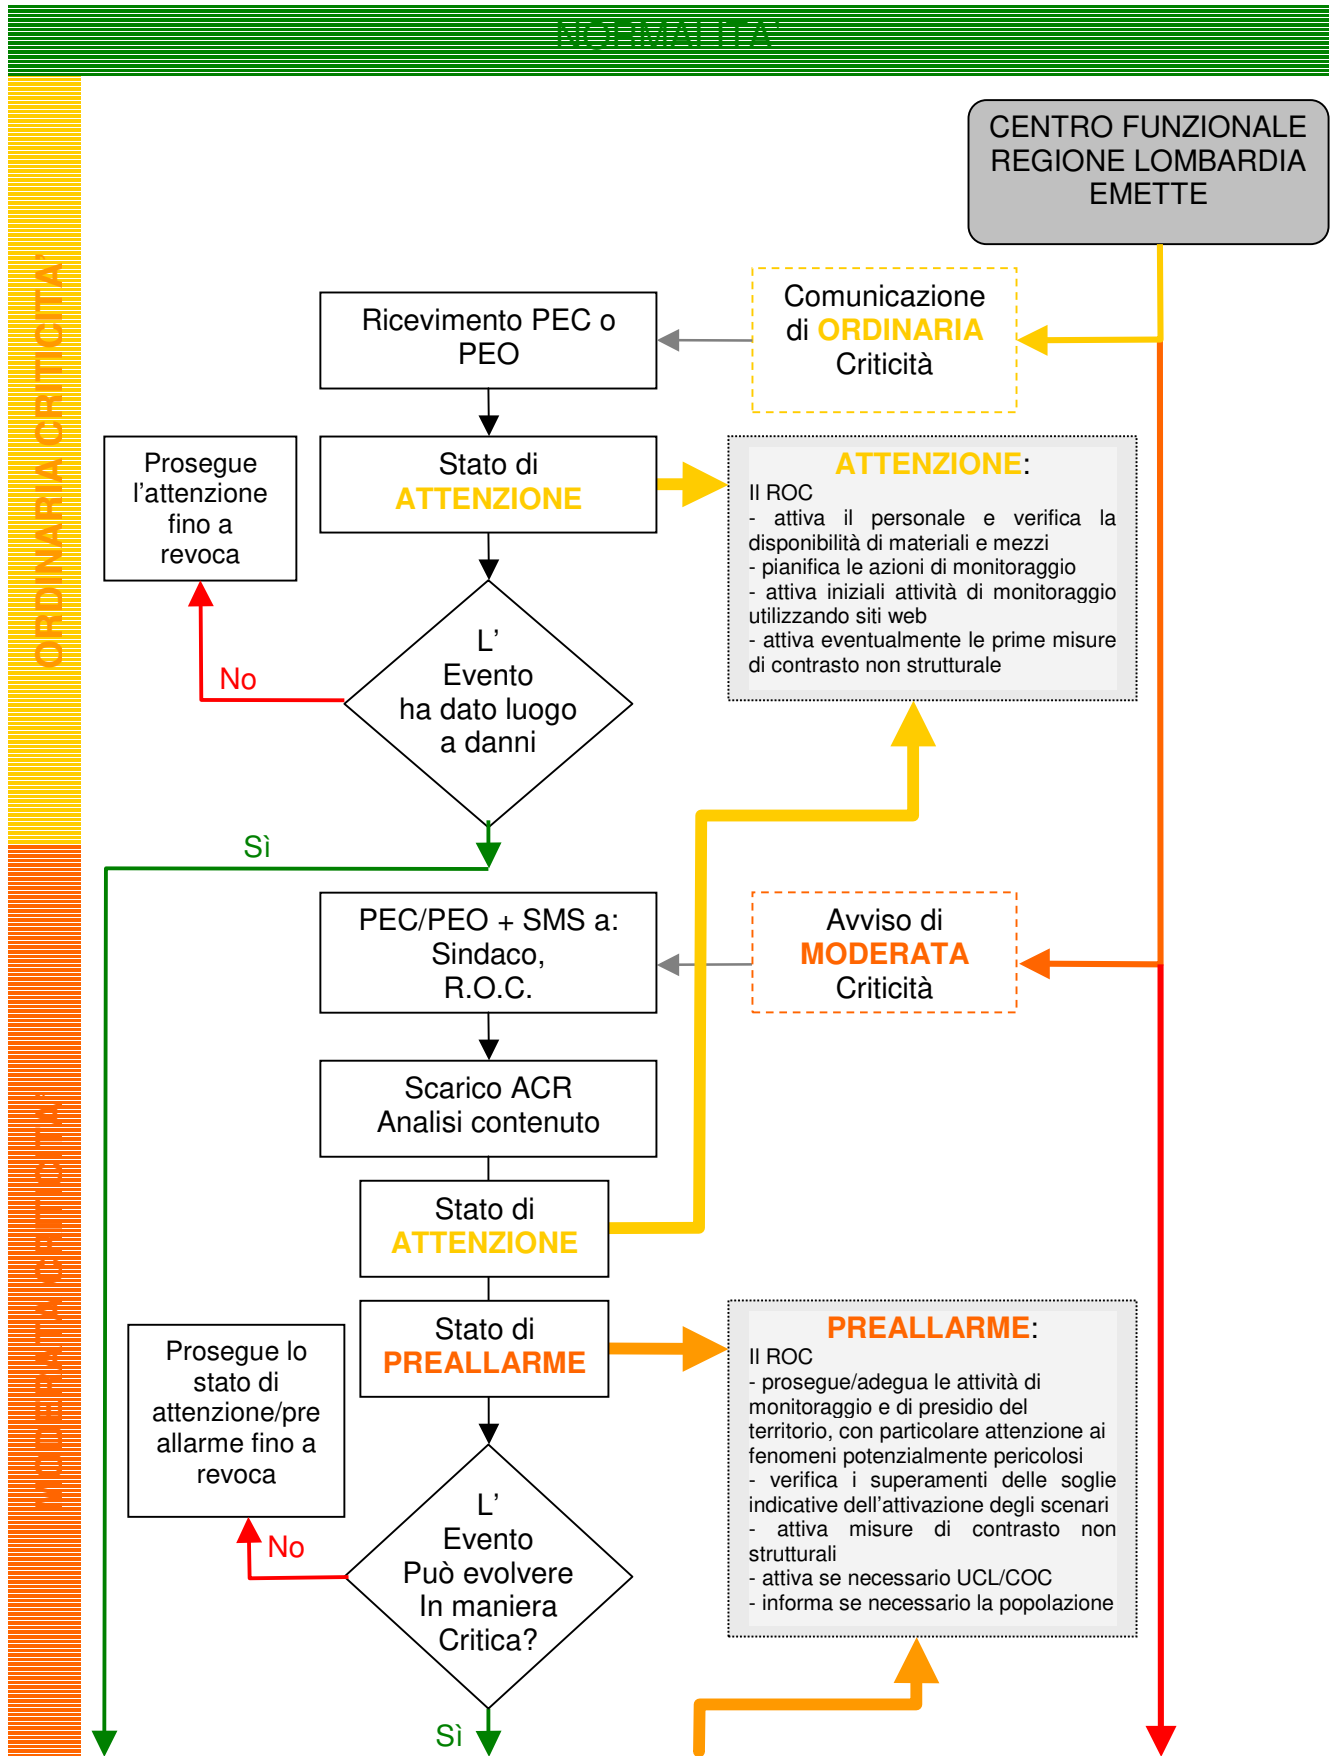 NORMALITA'
CENTRO FUNZIONALE
REGIONE LOMBARDIA
EMETTE
ORDINARIA CRITICITA'
Comunicazione
di ORDINARIA
Criticità
Ricevimento PEC o
PEO
Stato di
ATTENZIONE
Prosegue
l'attenzione
fino a
revoca
ATTENZIONE:
Il ROC
- attiva il personale e verifica la
disponibilità di materiali e mezzi
- pianifica le azioni di monitoraggio
- attiva iniziali attività di monitoraggio
utilizzando siti web
- attiva eventualmente le prime misure
di contrasto non strutturale
L'
Evento
ha dato luogo
a danni
No
Sì
MODERATA CRITICITA'
PEC/PEO + SMS a:
Sindaco,
R.O.C.
Avviso di
MODERATA
Criticità
Scarico ACR
Analisi contenuto
Stato di
ATTENZIONE
Stato di
PREALLARME
Prosegue lo
stato di
attenzione/pre
allarme fino a
revoca
PREALLARME:
Il ROC
- prosegue/adegua le attività di
monitoraggio e di presidio del
territorio, con particolare attenzione ai
fenomeni potenzialmente pericolosi
- verifica i superamenti delle soglie
indicative dell'attivazione degli scenari
- attiva misure di contrasto non
strutturali
- attiva se necessario UCL/COC
- informa se necessario la popolazione
L'
Evento
Può evolvere
In maniera
Critica?
No
Sì